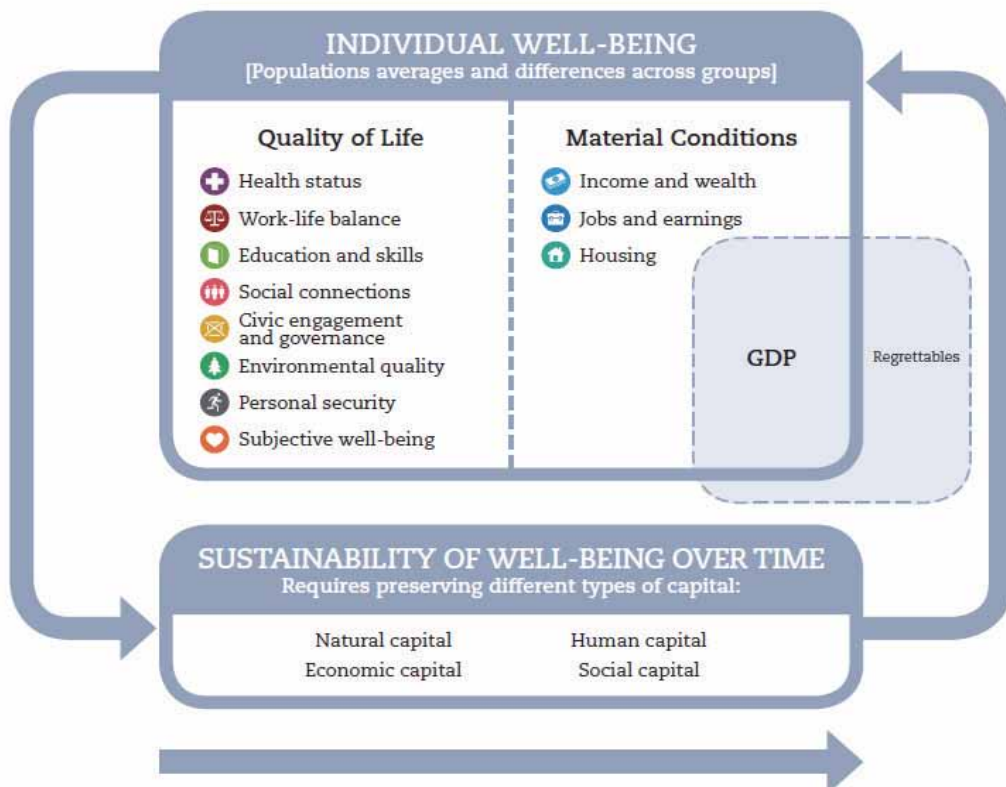 INDIVIDUAL WELL-BEING
[Populations averages and differences across groups]
Quality of Life
Health status
Work-life balance
Education and skills
Social connections
Civic engagement
and governance
Environmental quality
Personal security
Subjective well-being
Material Conditions
Income and wealth
Jobs and earnings
Housing
GDP
Regrettables
SUSTAINABILITY OF WELL-BEING OVER TIME
Requires preserving different types of capital:
Natural capital
Economic capital
Human capital
Social capital